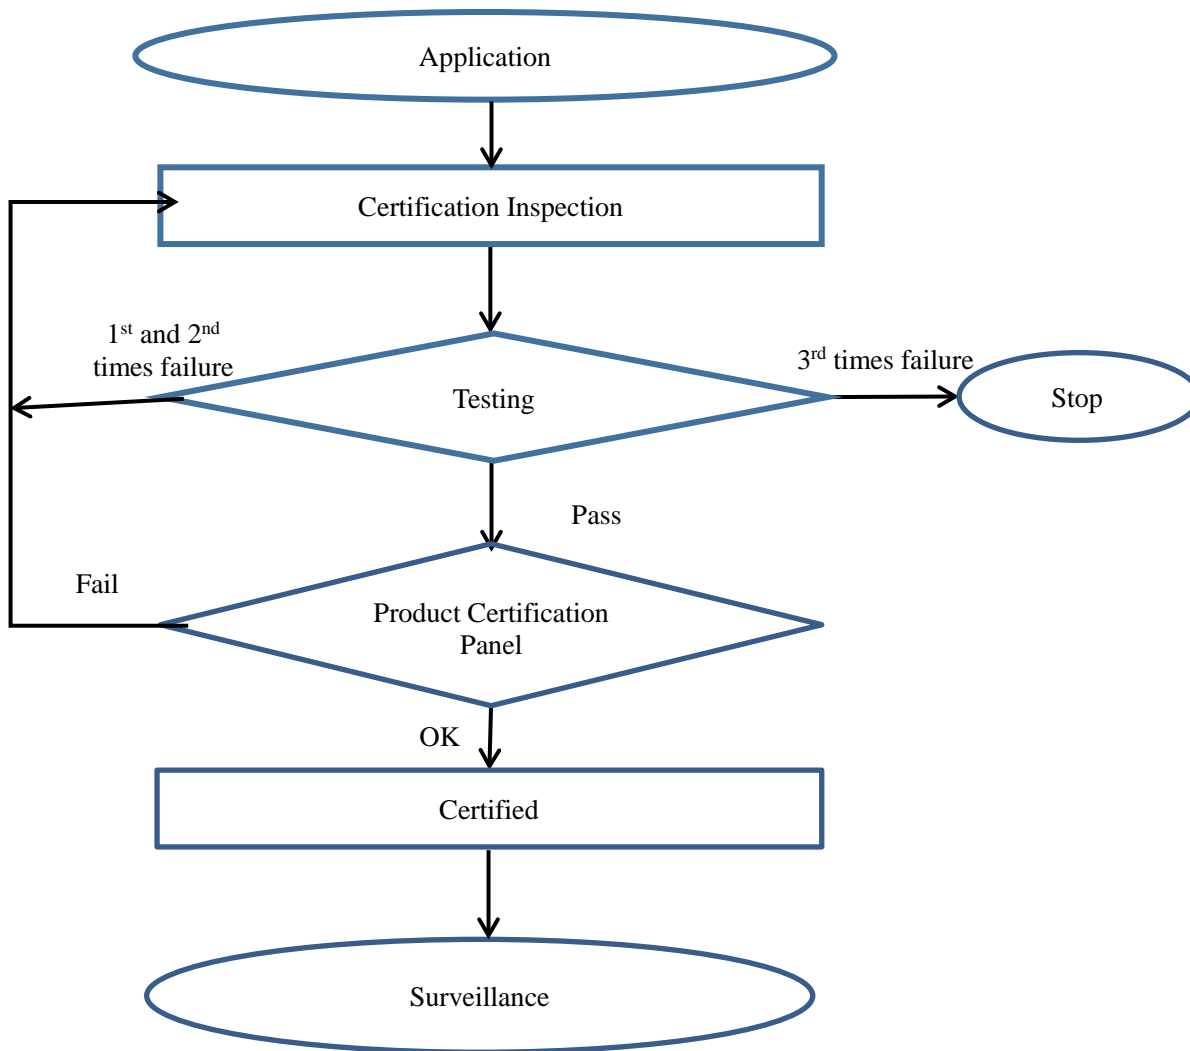 Application
Certification Inspection
1st and 2nd
times failure
3rd times failure
Testing
Stop
Pass
Fail
Product Certification
Panel
OK
Certified
Surveillance